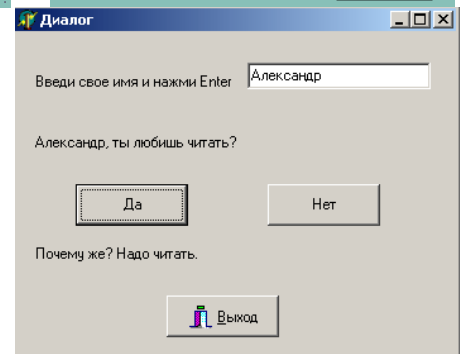 Диалог
Введи свое имя и нажми Enter Александр
Александр, ты любишь читать?
Да Нет
Почему же? Надо читать.
Выход